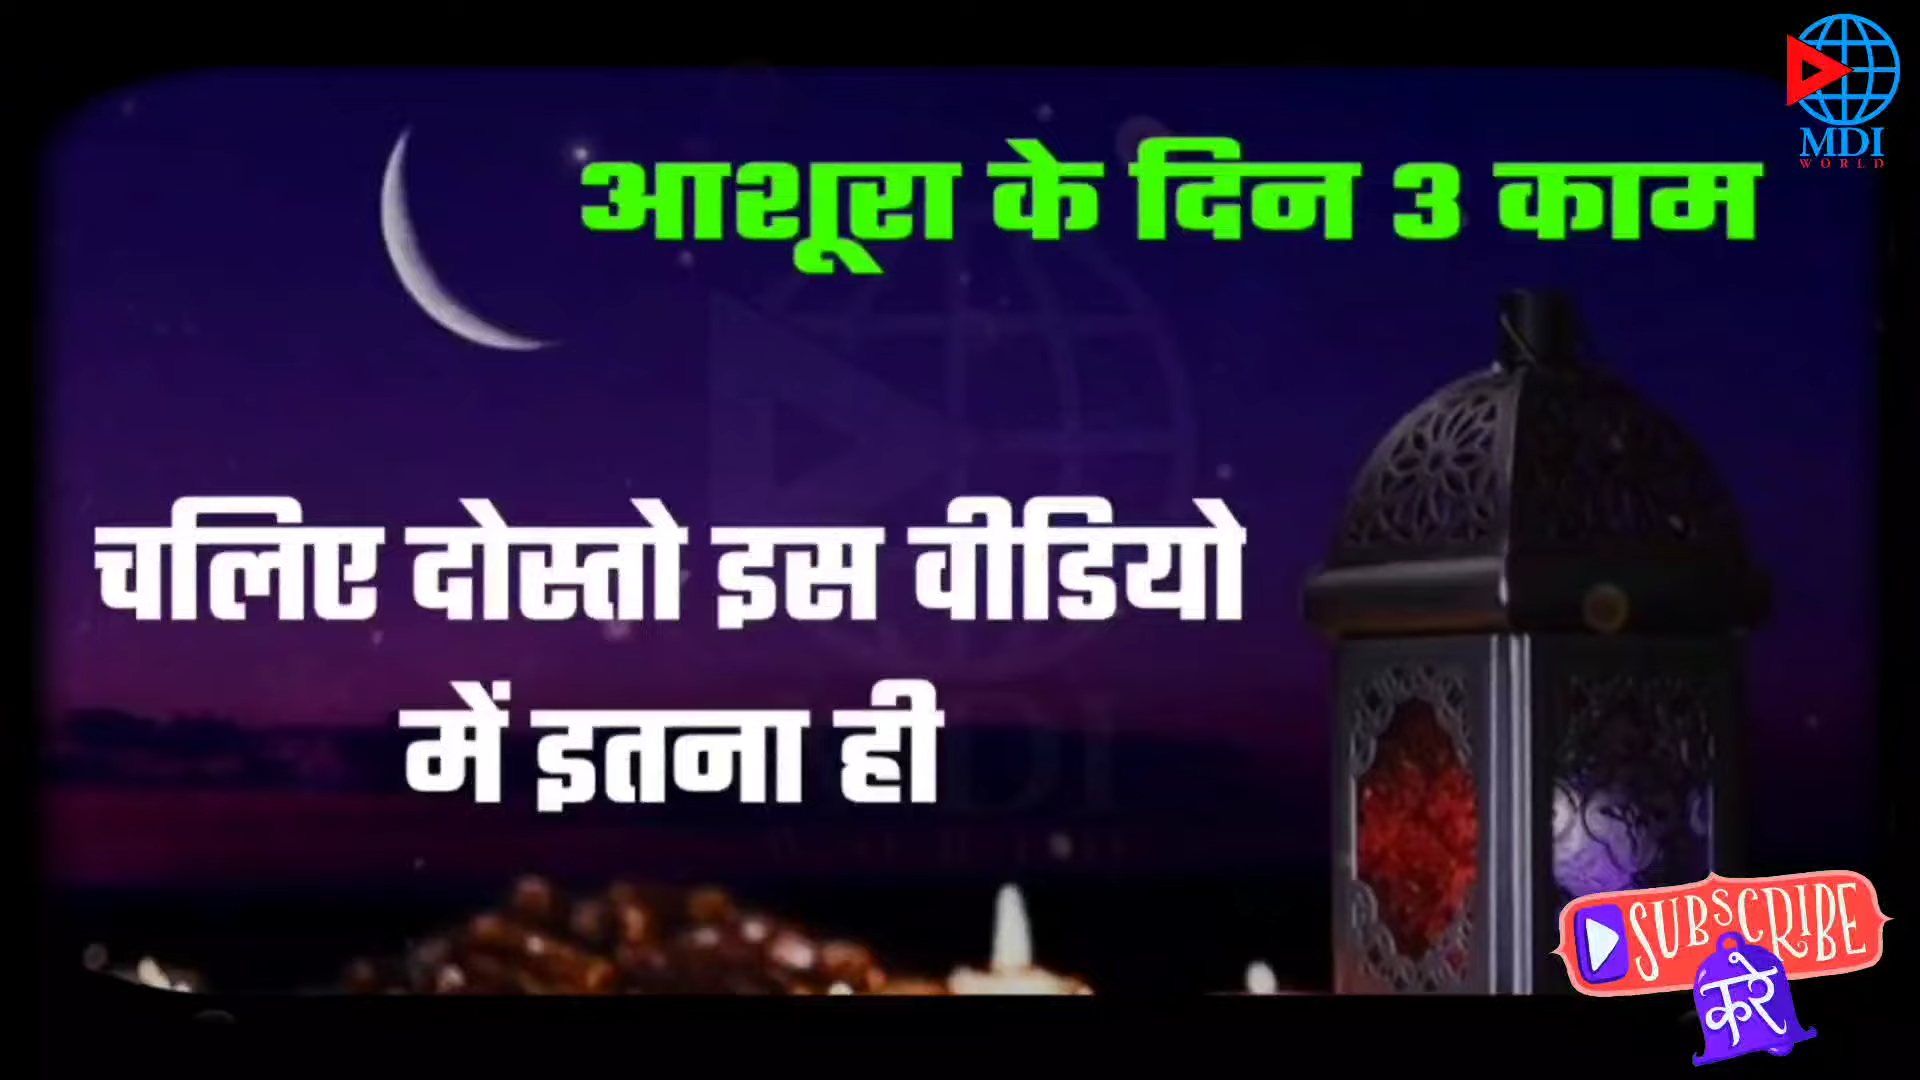 MDI
WORLD
आशूरा के दिन 3 काम
चलिए दोस्तो इस वीडियो
में इतना ही
SUBSCRIBE
करे